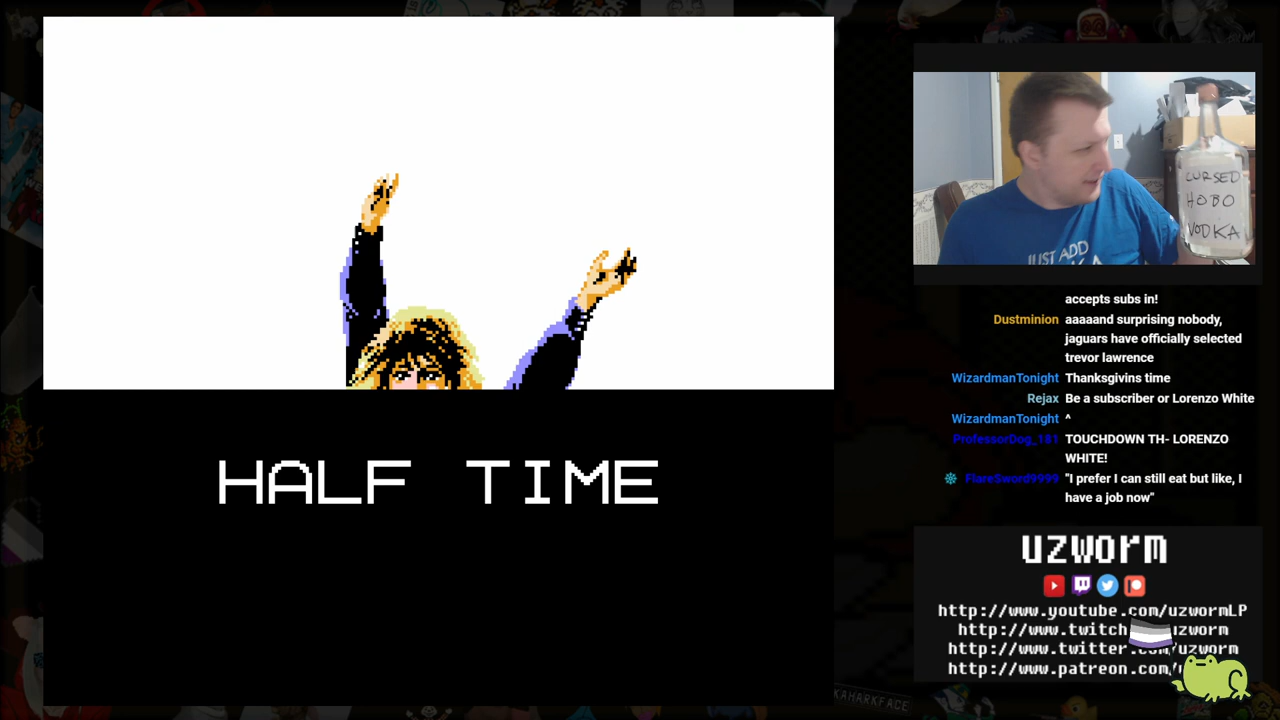 HALF TIME
CURSED
HOBO
VODKA
JUST ADD
accepts subs in!
Dustminion aaaaand surprising nobody,
jaguars have officially selected
trevor lawrence
WizardmanTonight Thanksgivins time
Rejax Be a subscriber or Lorenzo White
WizardmanTonight ^
ProfessorDog_181 TOUCHDOWN TH- LORENZO
WHITE!
FlareSword9999 "I prefer I can still eat but like, I
have a job now"
uzworm
http://www.youtube.com/uzwormLP
http://www.twitch uzworm
http://www.twitter.com/uzworm
http://www.patreon.com/
KAHARKFACE